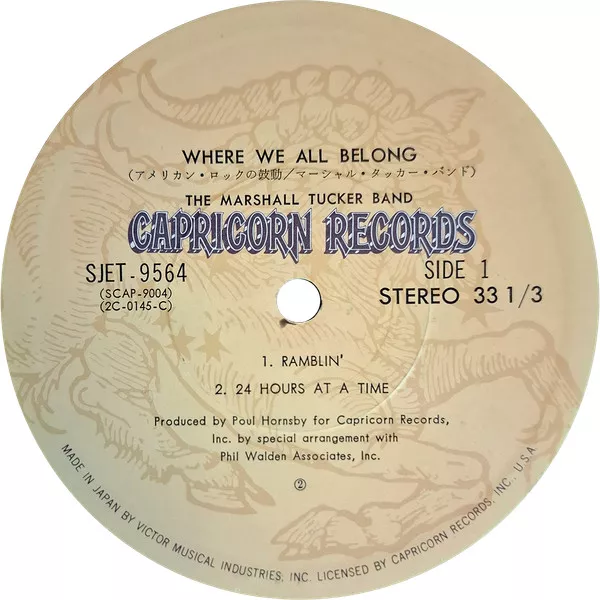 WHERE WE ALL BELONG
(アメリカン・ロックの鼓動/マーシャル・タッカー・バンド)
THE MARSHALL TUCKER BAND
CAPRICORN RECORDS
SJET-9564
(SCAP-9004)
(2C-0145-C)
SIDE 1
STEREO 33 1/3
1. RAMBLIN'
2. 24 HOURS AT A TIME
Produced by Poul Hornsby for Capricorn Records,
Inc. by special arrangement with
Phil Walden Associates, Inc.
②
MADE IN JAPAN BY VICTOR MUSICAL INDUSTRIES, INC. LICENSED BY CAPRICORN RECORDS, INC., U.S.A.